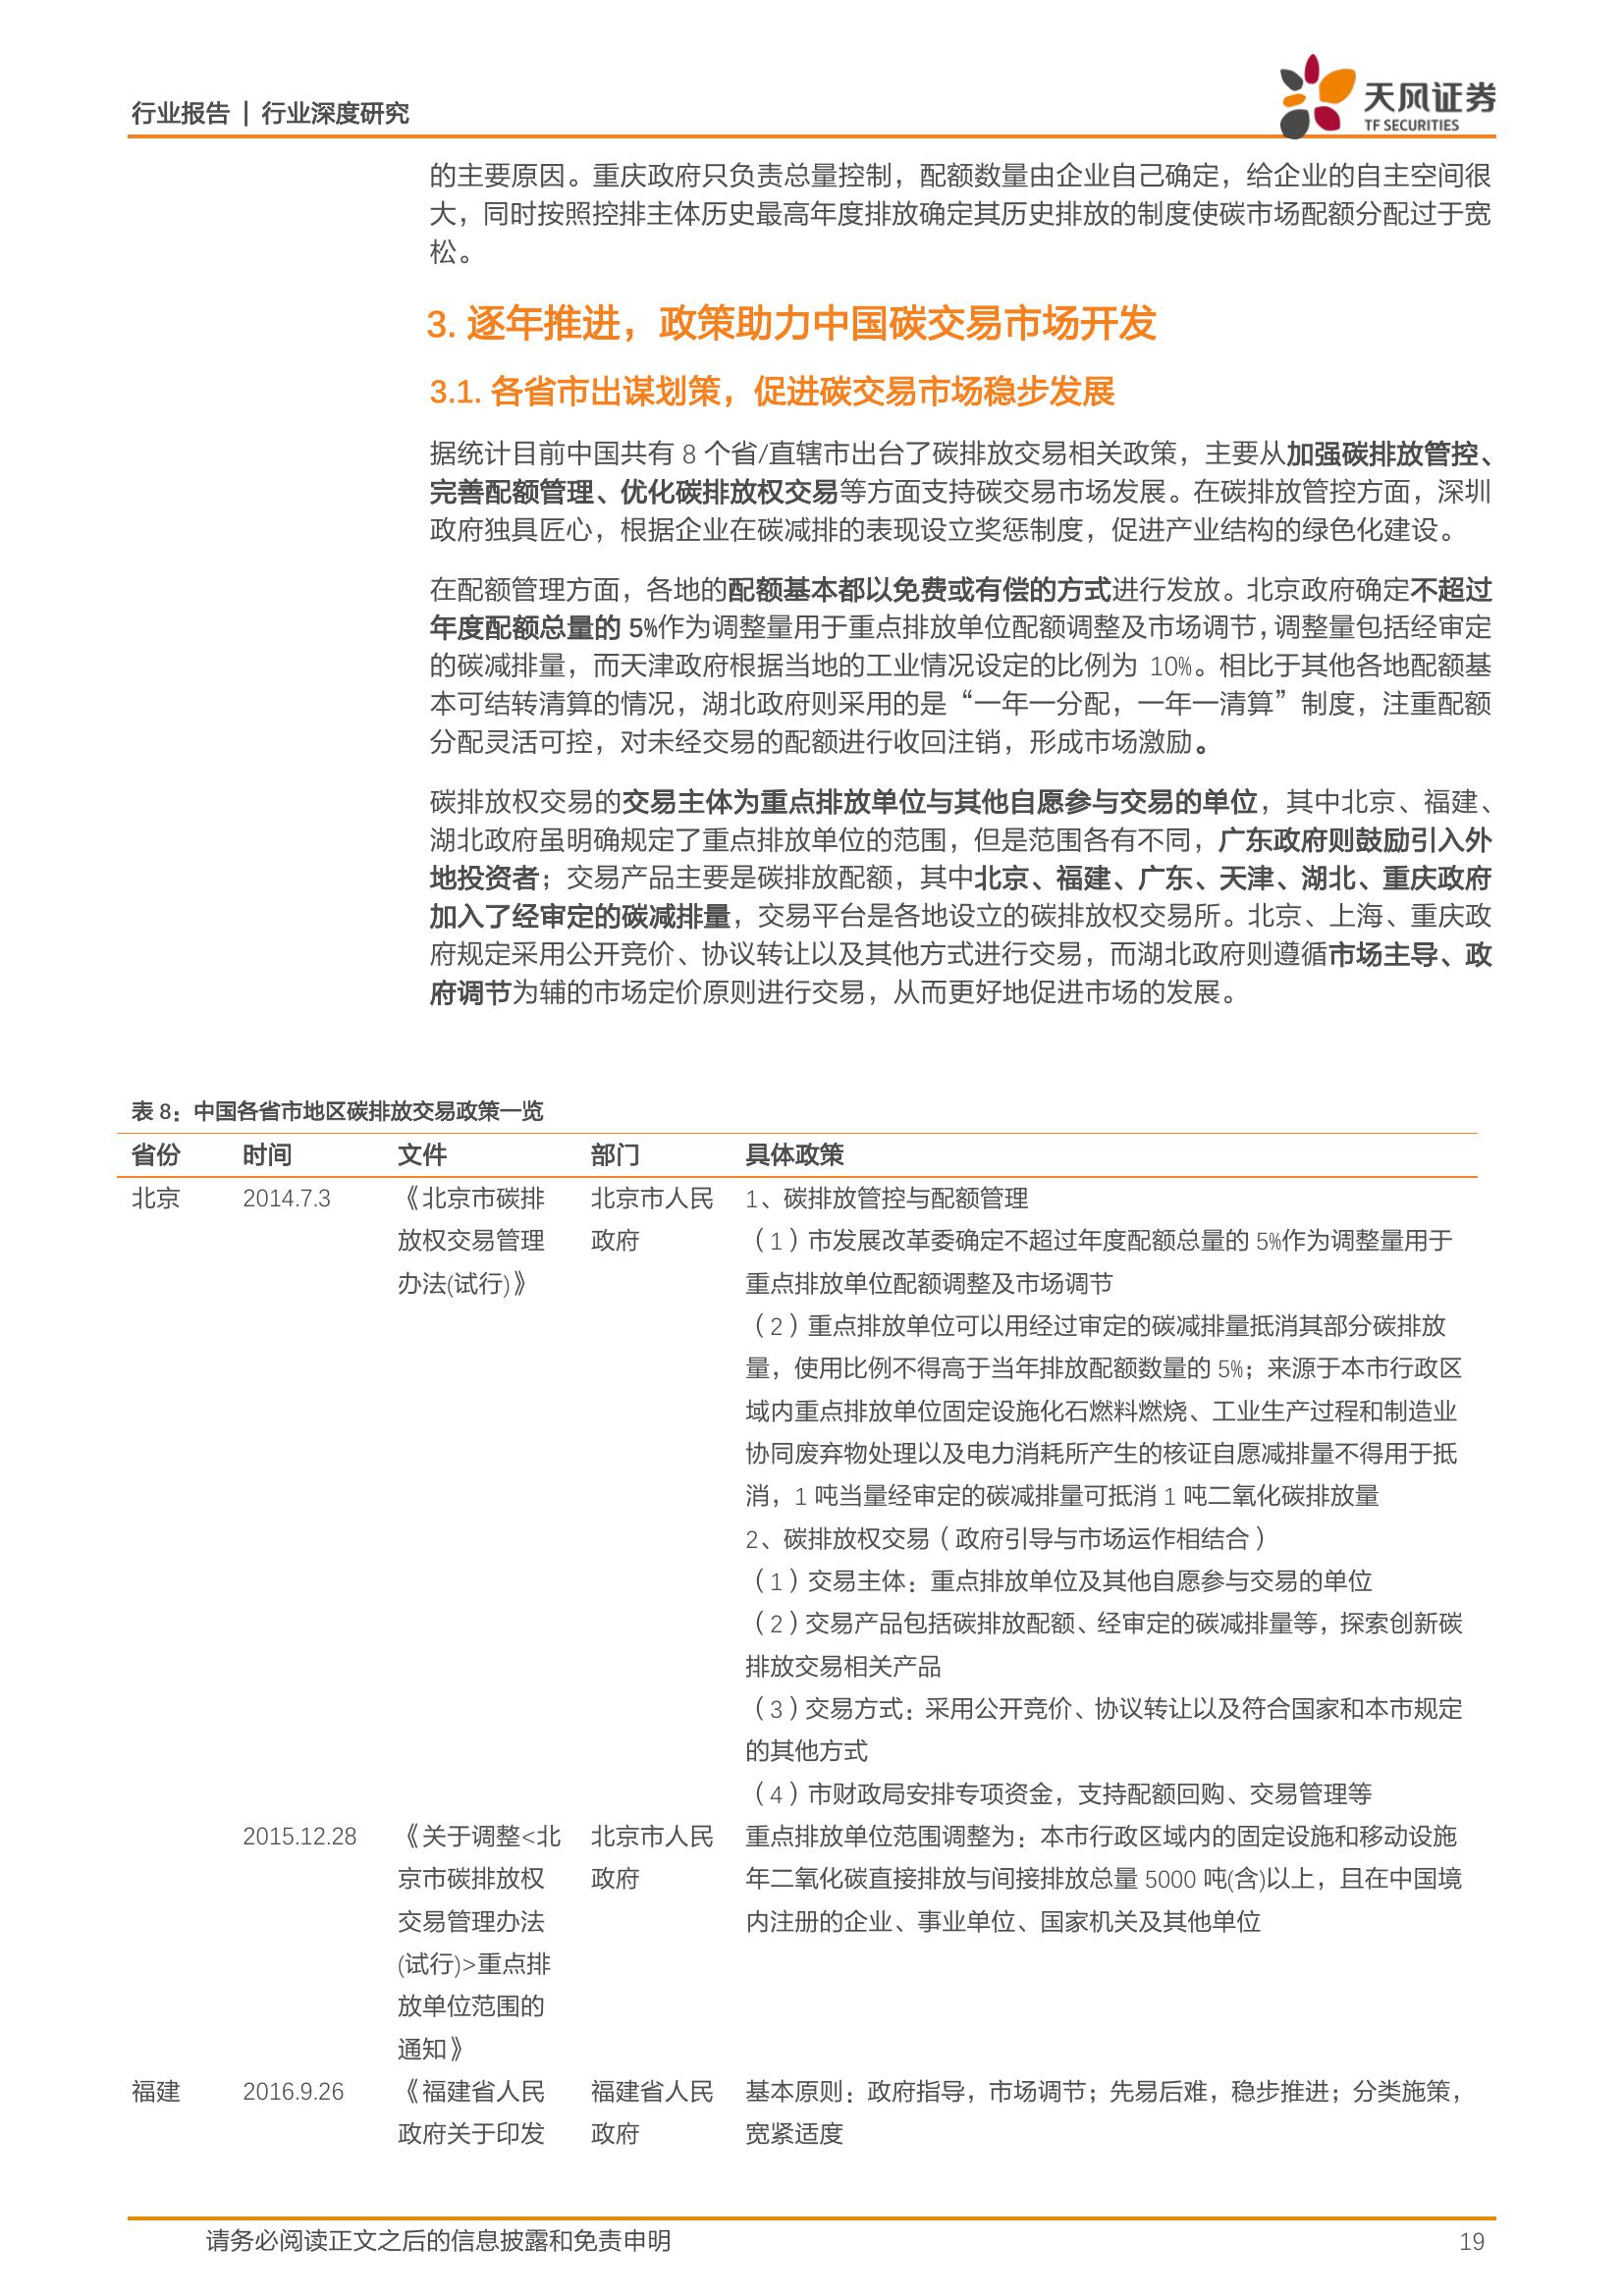 行业报告 | 行业深度研究
天风证券
TF SECURITIES
的主要原因。重庆政府只负责总量控制，配额数量由企业自己确定，给企业的自主空间很
大，同时按照控排主体历史最高年度排放确定其历史排放的制度使碳市场配额分配过于宽
松。
3. 逐年推进，政策助力中国碳交易市场开发
3.1. 各省市出谋划策，促进碳交易市场稳步发展
据统计目前中国共有 8 个省/直辖市出台了碳排放交易相关政策，主要从加强碳排放管控、
完善配额管理、优化碳排放权交易等方面支持碳交易市场发展。在碳排放管控方面，深圳
政府独具匠心，根据企业在碳减排的表现设立奖惩制度，促进产业结构的绿色化建设。
在配额管理方面，各地的配额基本都以免费或有偿的方式进行发放。北京政府确定不超过
年度配额总量的 5%作为调整量用于重点排放单位配额调整及市场调节，调整量包括经审定
的碳减排量，而天津政府根据当地的工业情况设定的比例为 10%。相比于其他各地配额基
本可结转清算的情况，湖北政府则采用的是“一年一分配，一年一清算”制度，注重配额
分配灵活可控，对未经交易的配额进行收回注销，形成市场激励。
碳排放权交易的交易主体为重点排放单位与其他自愿参与交易的单位，其中北京、福建、
湖北政府虽明确规定了重点排放单位的范围，但是范围各有不同，广东政府则鼓励引入外
地投资者；交易产品主要是碳排放配额，其中北京、福建、广东、天津、湖北、重庆政府
加入了经审定的碳减排量，交易平台是各地设立的碳排放权交易所。北京、上海、重庆政
府规定采用公开竞价、协议转让以及其他方式进行交易，而湖北政府则遵循市场主导、政
府调节为辅的市场定价原则进行交易，从而更好地促进市场的发展。
表 8：中国各省市地区碳排放交易政策一览
省份 时间 文件 部门 具体政策
北京 2014.7.3 《北京市碳排 北京市人民 1、碳排放管控与配额管理
放权交易管理 政府 （1）市发展改革委确定不超过年度配额总量的 5%作为调整量用于
办法(试行)》 重点排放单位配额调整及市场调节
（2）重点排放单位可以用经过审定的碳减排量抵消其部分碳排放
量，使用比例不得高于当年排放配额数量的 5%；来源于本市行政区
域内重点排放单位固定设施化石燃料燃烧、工业生产过程和制造业
协同废弃物处理以及电力消耗所产生的核证自愿减排量不得用于抵
消，1 吨当量经审定的碳减排量可抵消 1 吨二氧化碳排放量
2、碳排放权交易（政府引导与市场运作相结合）
（1）交易主体：重点排放单位及其他自愿参与交易的单位
（2）交易产品包括碳排放配额、经审定的碳减排量等，探索创新碳
排放交易相关产品
（3）交易方式：采用公开竞价、协议转让以及符合国家和本市规定
的其他方式
（4）市财政局安排专项资金，支持配额回购、交易管理等
2015.12.28 《关于调整<北 北京市人民 重点排放单位范围调整为：本市行政区域内的固定设施和移动设施
京市碳排放权 政府 年二氧化碳直接排放与间接排放总量 5000 吨(含)以上，且在中国境
交易管理办法 内注册的企业、事业单位、国家机关及其他单位
(试行)>重点排
放单位范围的
通知》
福建 2016.9.26 《福建省人民 福建省人民 基本原则：政府指导，市场调节；先易后难，稳步推进；分类施策，
政府关于印发 政府 宽紧适度
请务必阅读正文之后的信息披露和免责申明 19